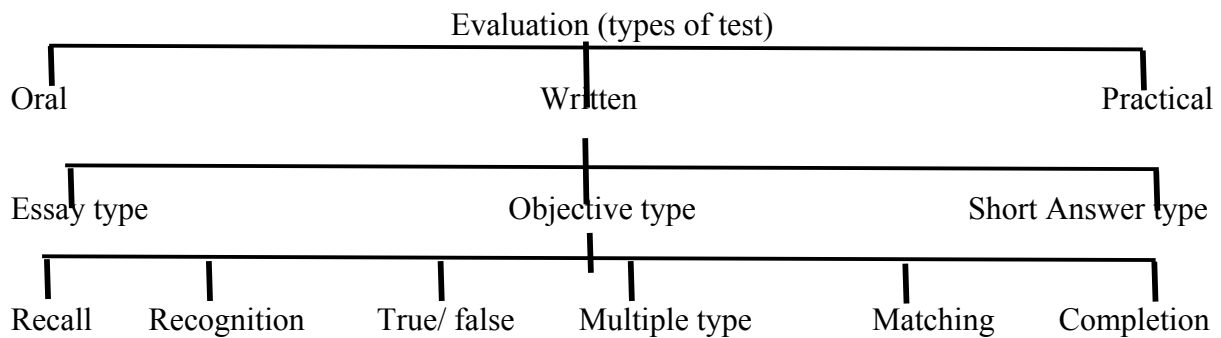 Evaluation (types of test)
Oral Written Practical
Essay type Objective type Short Answer type
Recall Recognition True/ false Multiple type Matching Completion